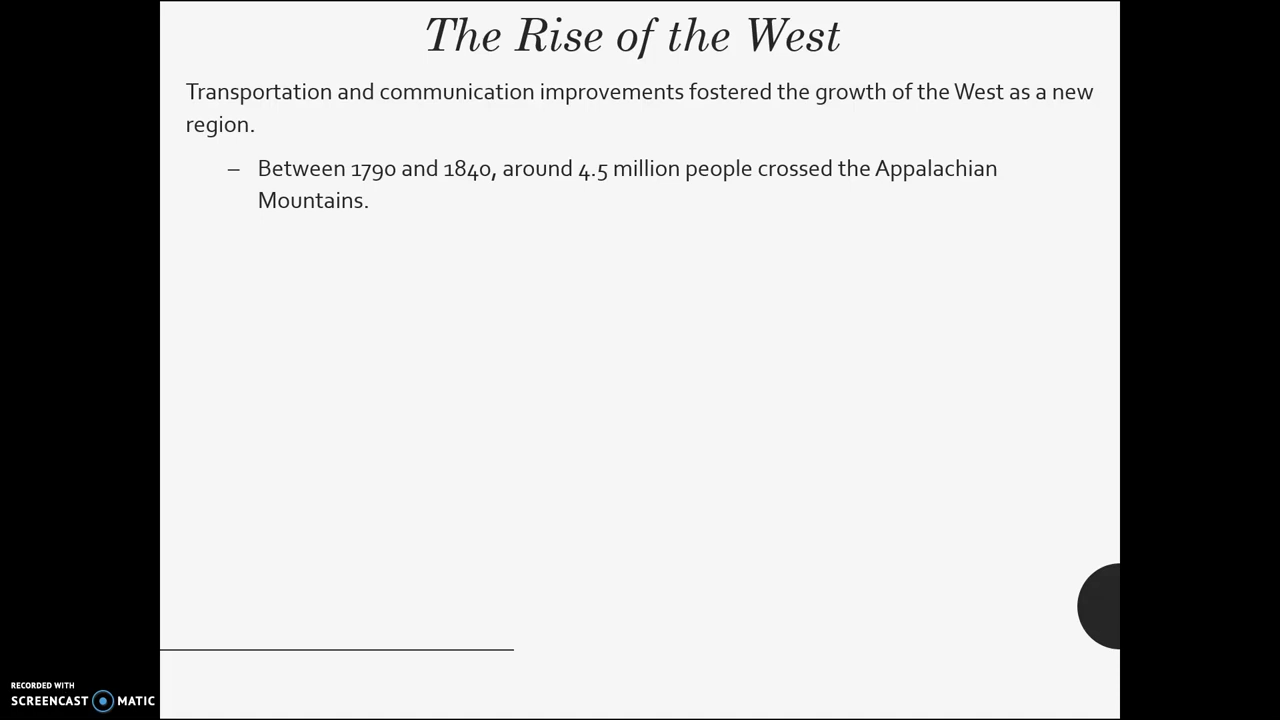 The Rise of the West
Transportation and communication improvements fostered the growth of the West as a new
region.
– Between 1790 and 1840, around 4.5 million people crossed the Appalachian
Mountains.
RECORDED WITH
SCREENCAST MATIC